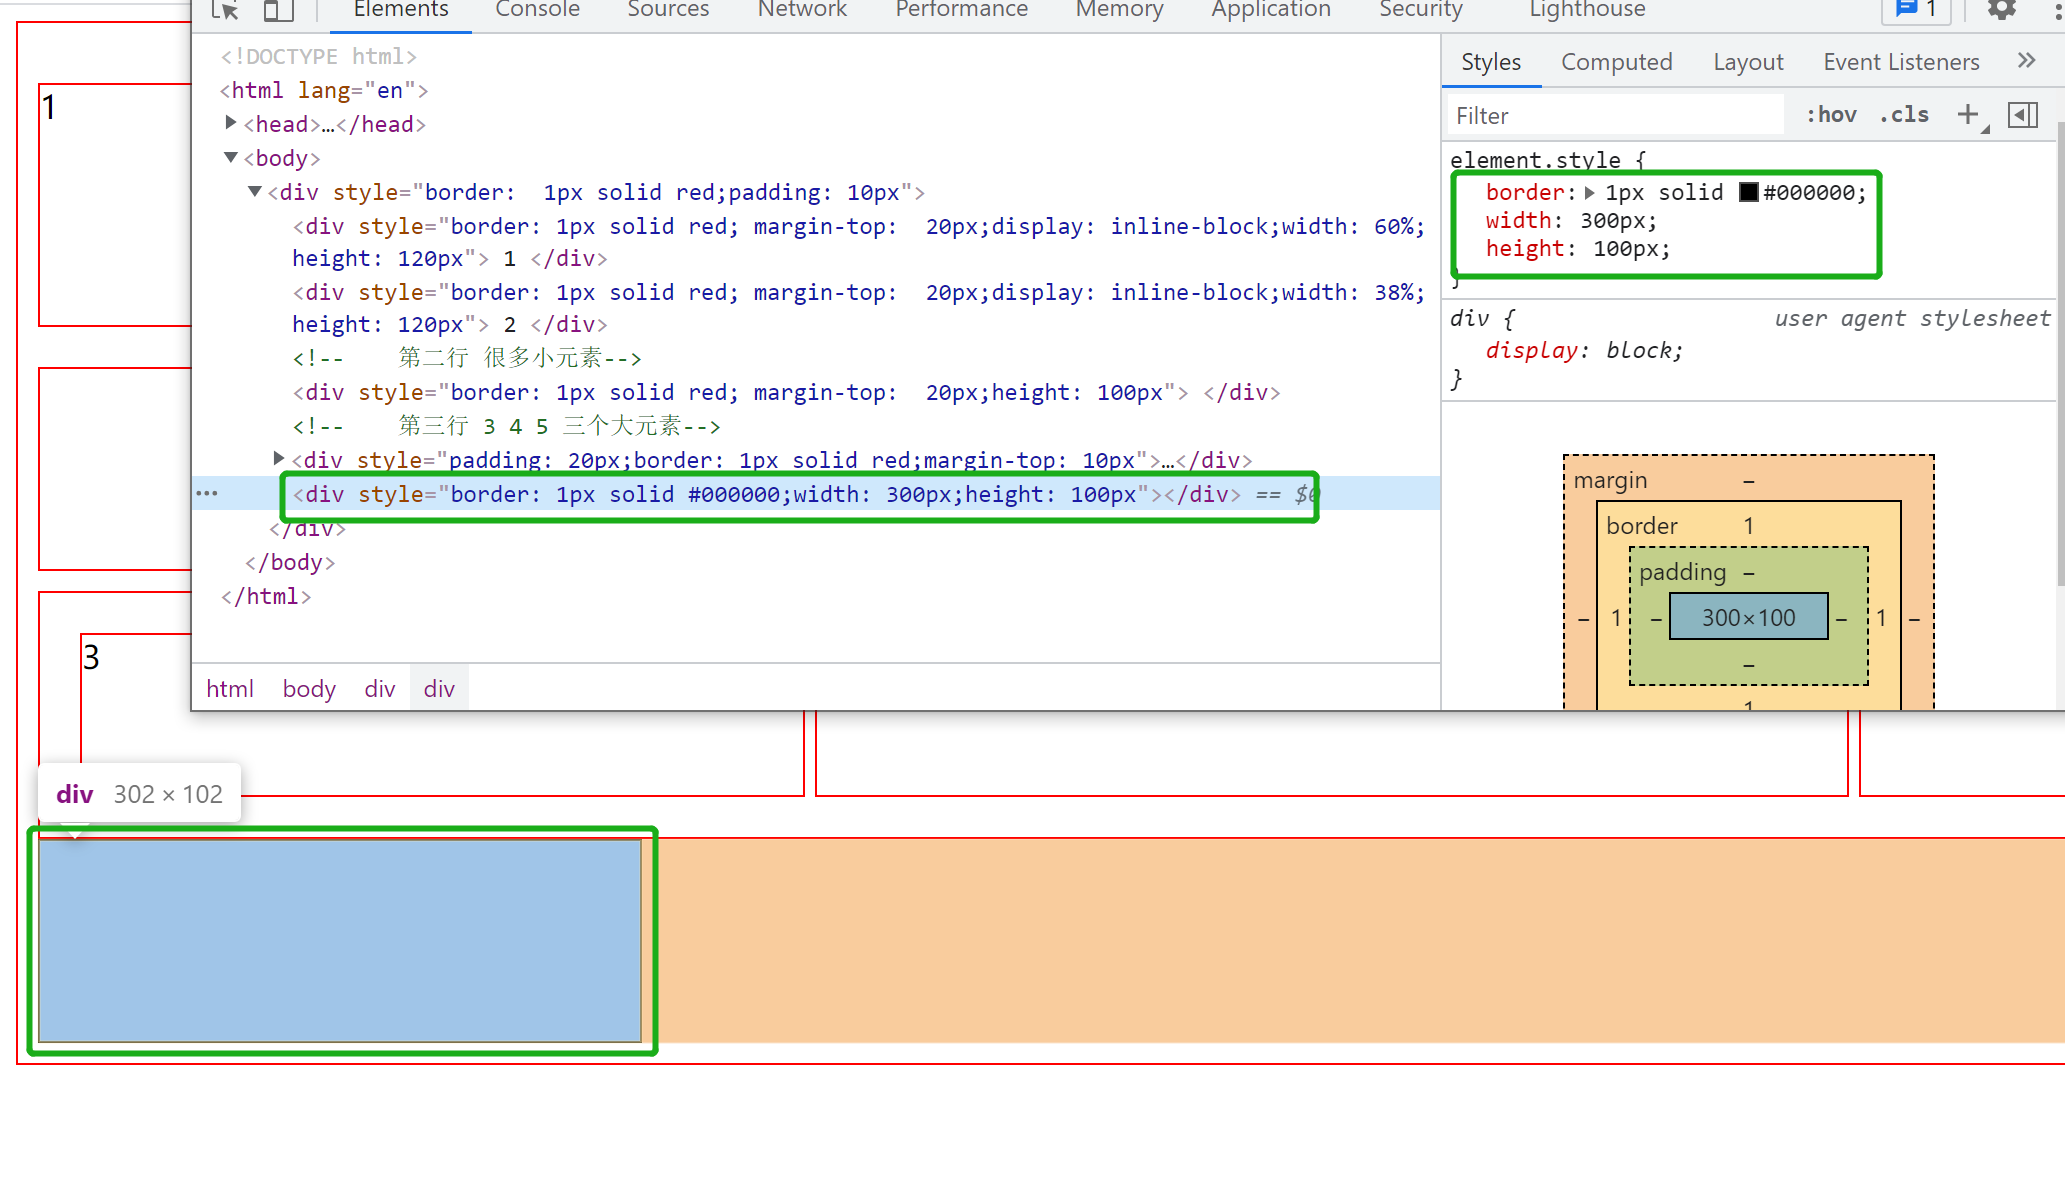 Elements Console Sources Network Performance Memory Application Security Lighthouse 1
1
3
<!DOCTYPE html>
<html lang="en">
<head>…</head>
<body>
<div style="border:  1px solid red;padding: 10px">
<div style="border: 1px solid red; margin-top:  20px;display: inline-block;width: 60%;
height: 120px"> 1 </div>
<div style="border: 1px solid red; margin-top:  20px;display: inline-block;width: 38%;
height: 120px"> 2 </div>
<!--    第二行 很多小元素-->
<div style="border: 1px solid red; margin-top:  20px;height: 100px"> </div>
<!--    第三行 3 4 5 三个大元素-->
<div style="padding: 20px;border: 1px solid red;margin-top: 10px">…</div>
<div style="border: 1px solid #000000;width: 300px;height: 100px"></div> == $0
</div>
</body>
</html>
html body div div
Styles Computed Layout Event Listeners
Filter :hov .cls
element.style {
border: 1px solid #000000;
width: 300px;
height: 100px;
}
div { user agent stylesheet
display: block;
}
margin –
border 1
padding –
– 1 – 300×100 – 1 –
–
1
div 302 × 102